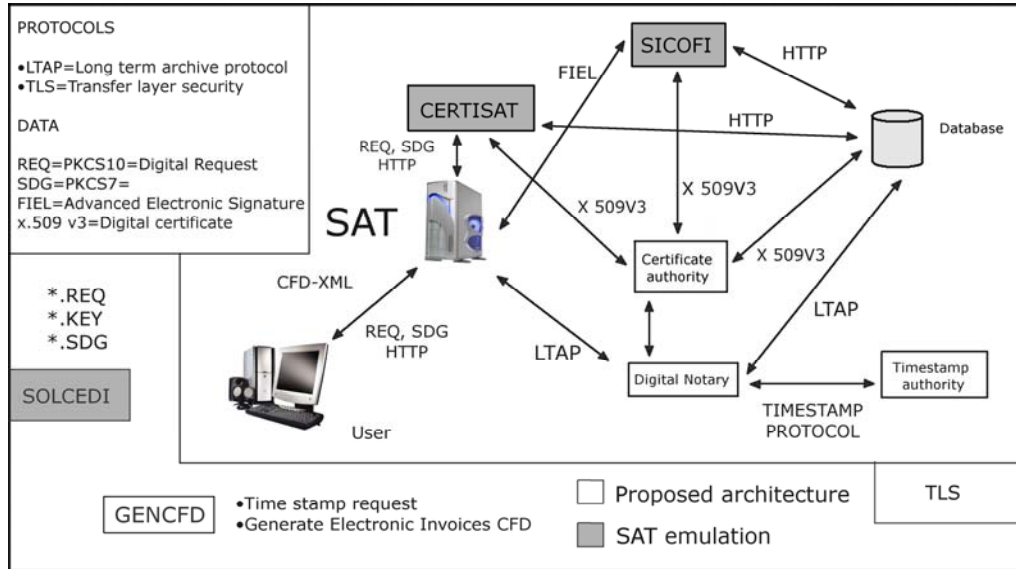 PROTOCOLS
•LTAP=Long term archive protocol
•TLS=Transfer layer security
DATA
REQ=PKCS10=Digital Request
SDG=PKCS7=
FIEL=Advanced Electronic Signature
x.509 v3=Digital certificate
SICOFI
HTTP
FIEL
CERTISAT
HTTP
Database
REQ, SDG
HTTP
X 509V3
X 509V3
SAT
Certificate
authority
X 509V3
CFD-XML
*.REQ
*.KEY
*.SDG
REQ, SDG
HTTP
LTAP
LTAP
SOLCEDI
Digital Notary
Timestamp
authority
TIMESTAMP
PROTOCOL
User
GENCFD
•Time stamp request
•Generate Electronic Invoices CFD
Proposed architecture
SAT emulation
TLS